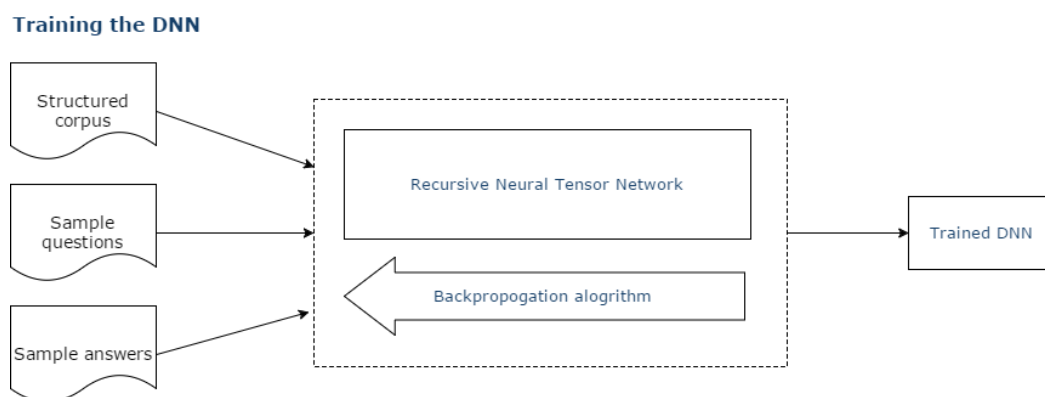 Training the DNN
Structured
corpus
Sample
questions
Sample answers
Recursive Neural Tensor Network
Backpropogation alogrithm
Trained DNN